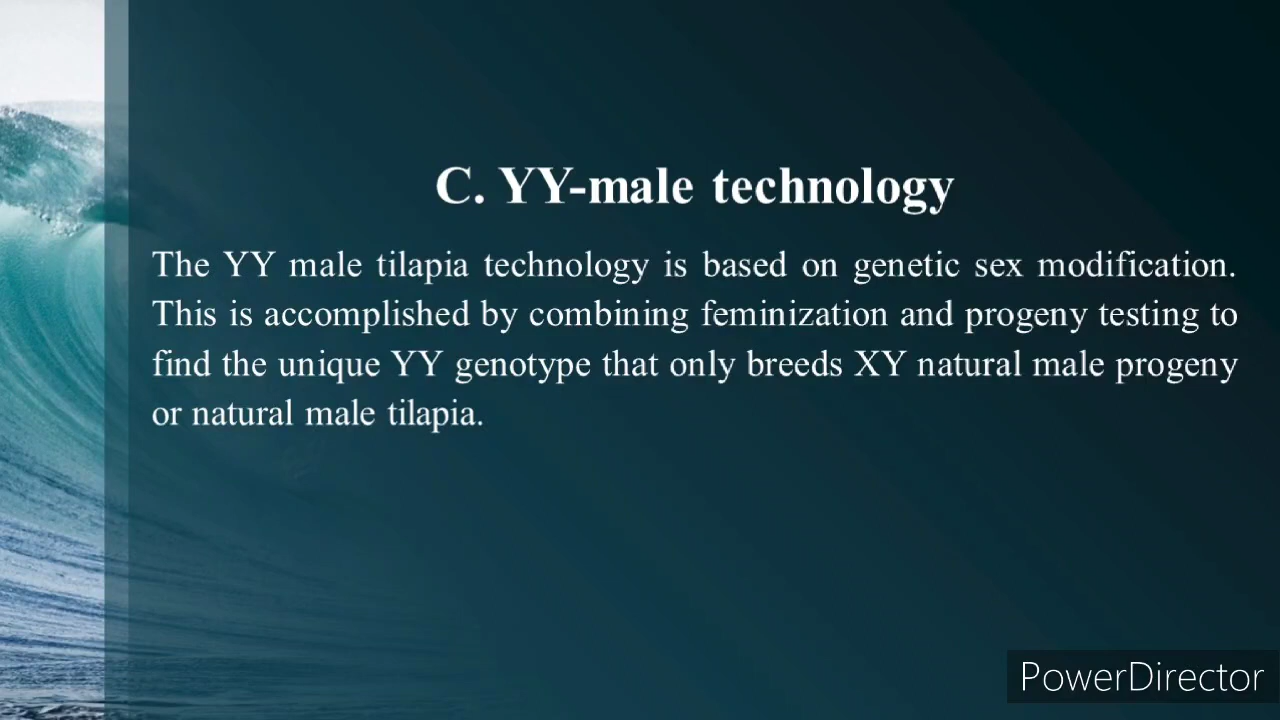 C. YY-male technology
The YY male tilapia technology is based on genetic sex modification.
This is accomplished by combining feminization and progeny testing to
find the unique YY genotype that only breeds XY natural male progeny
or natural male tilapia.
PowerDirector